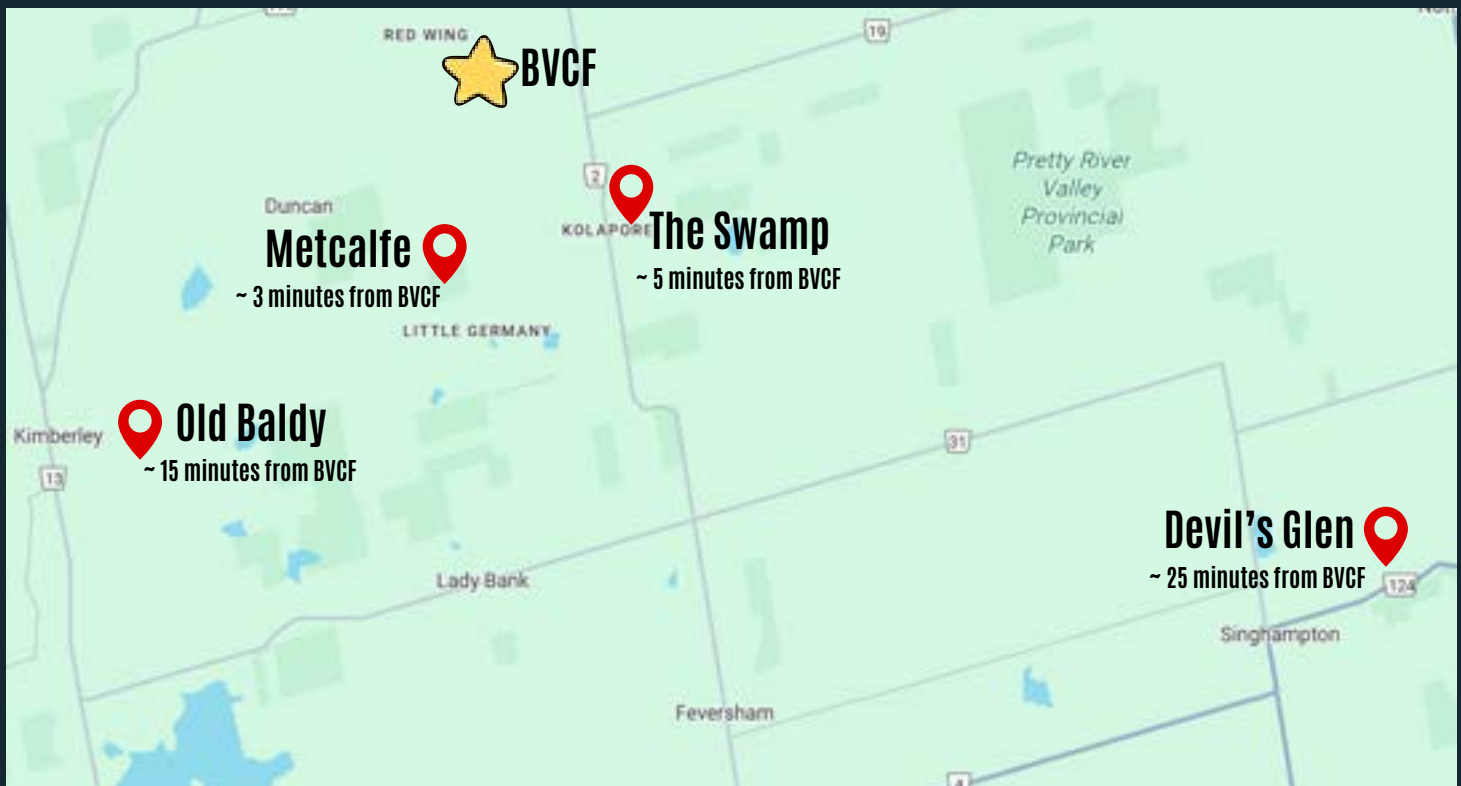 RED WING
BVCF
19
2
Pretty River
Valley
Provincial
Park
Duncan
Metcalfe
~ 3 minutes from BVCF
KOLAPORE
The Swamp
~ 5 minutes from BVCF
LITTLE GERMANY
Kimberley
Old Baldy
~ 15 minutes from BVCF
13
31
Devil's Glen
~ 25 minutes from BVCF
124
Lady Bank
Singhampton
Feversham